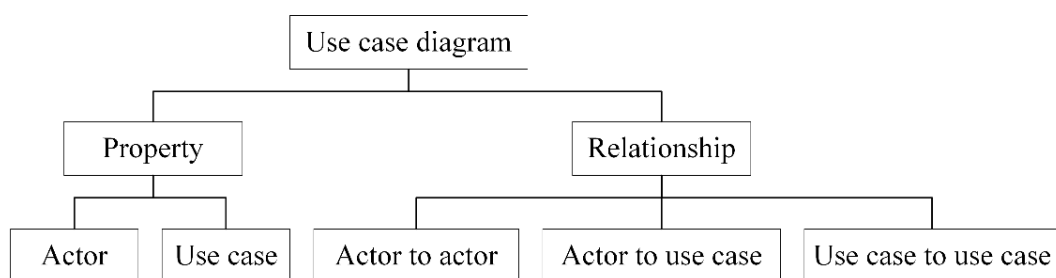 Use case diagram
Property
Relationship
Actor
Use case
Actor to actor
Actor to use case
Use case to use case